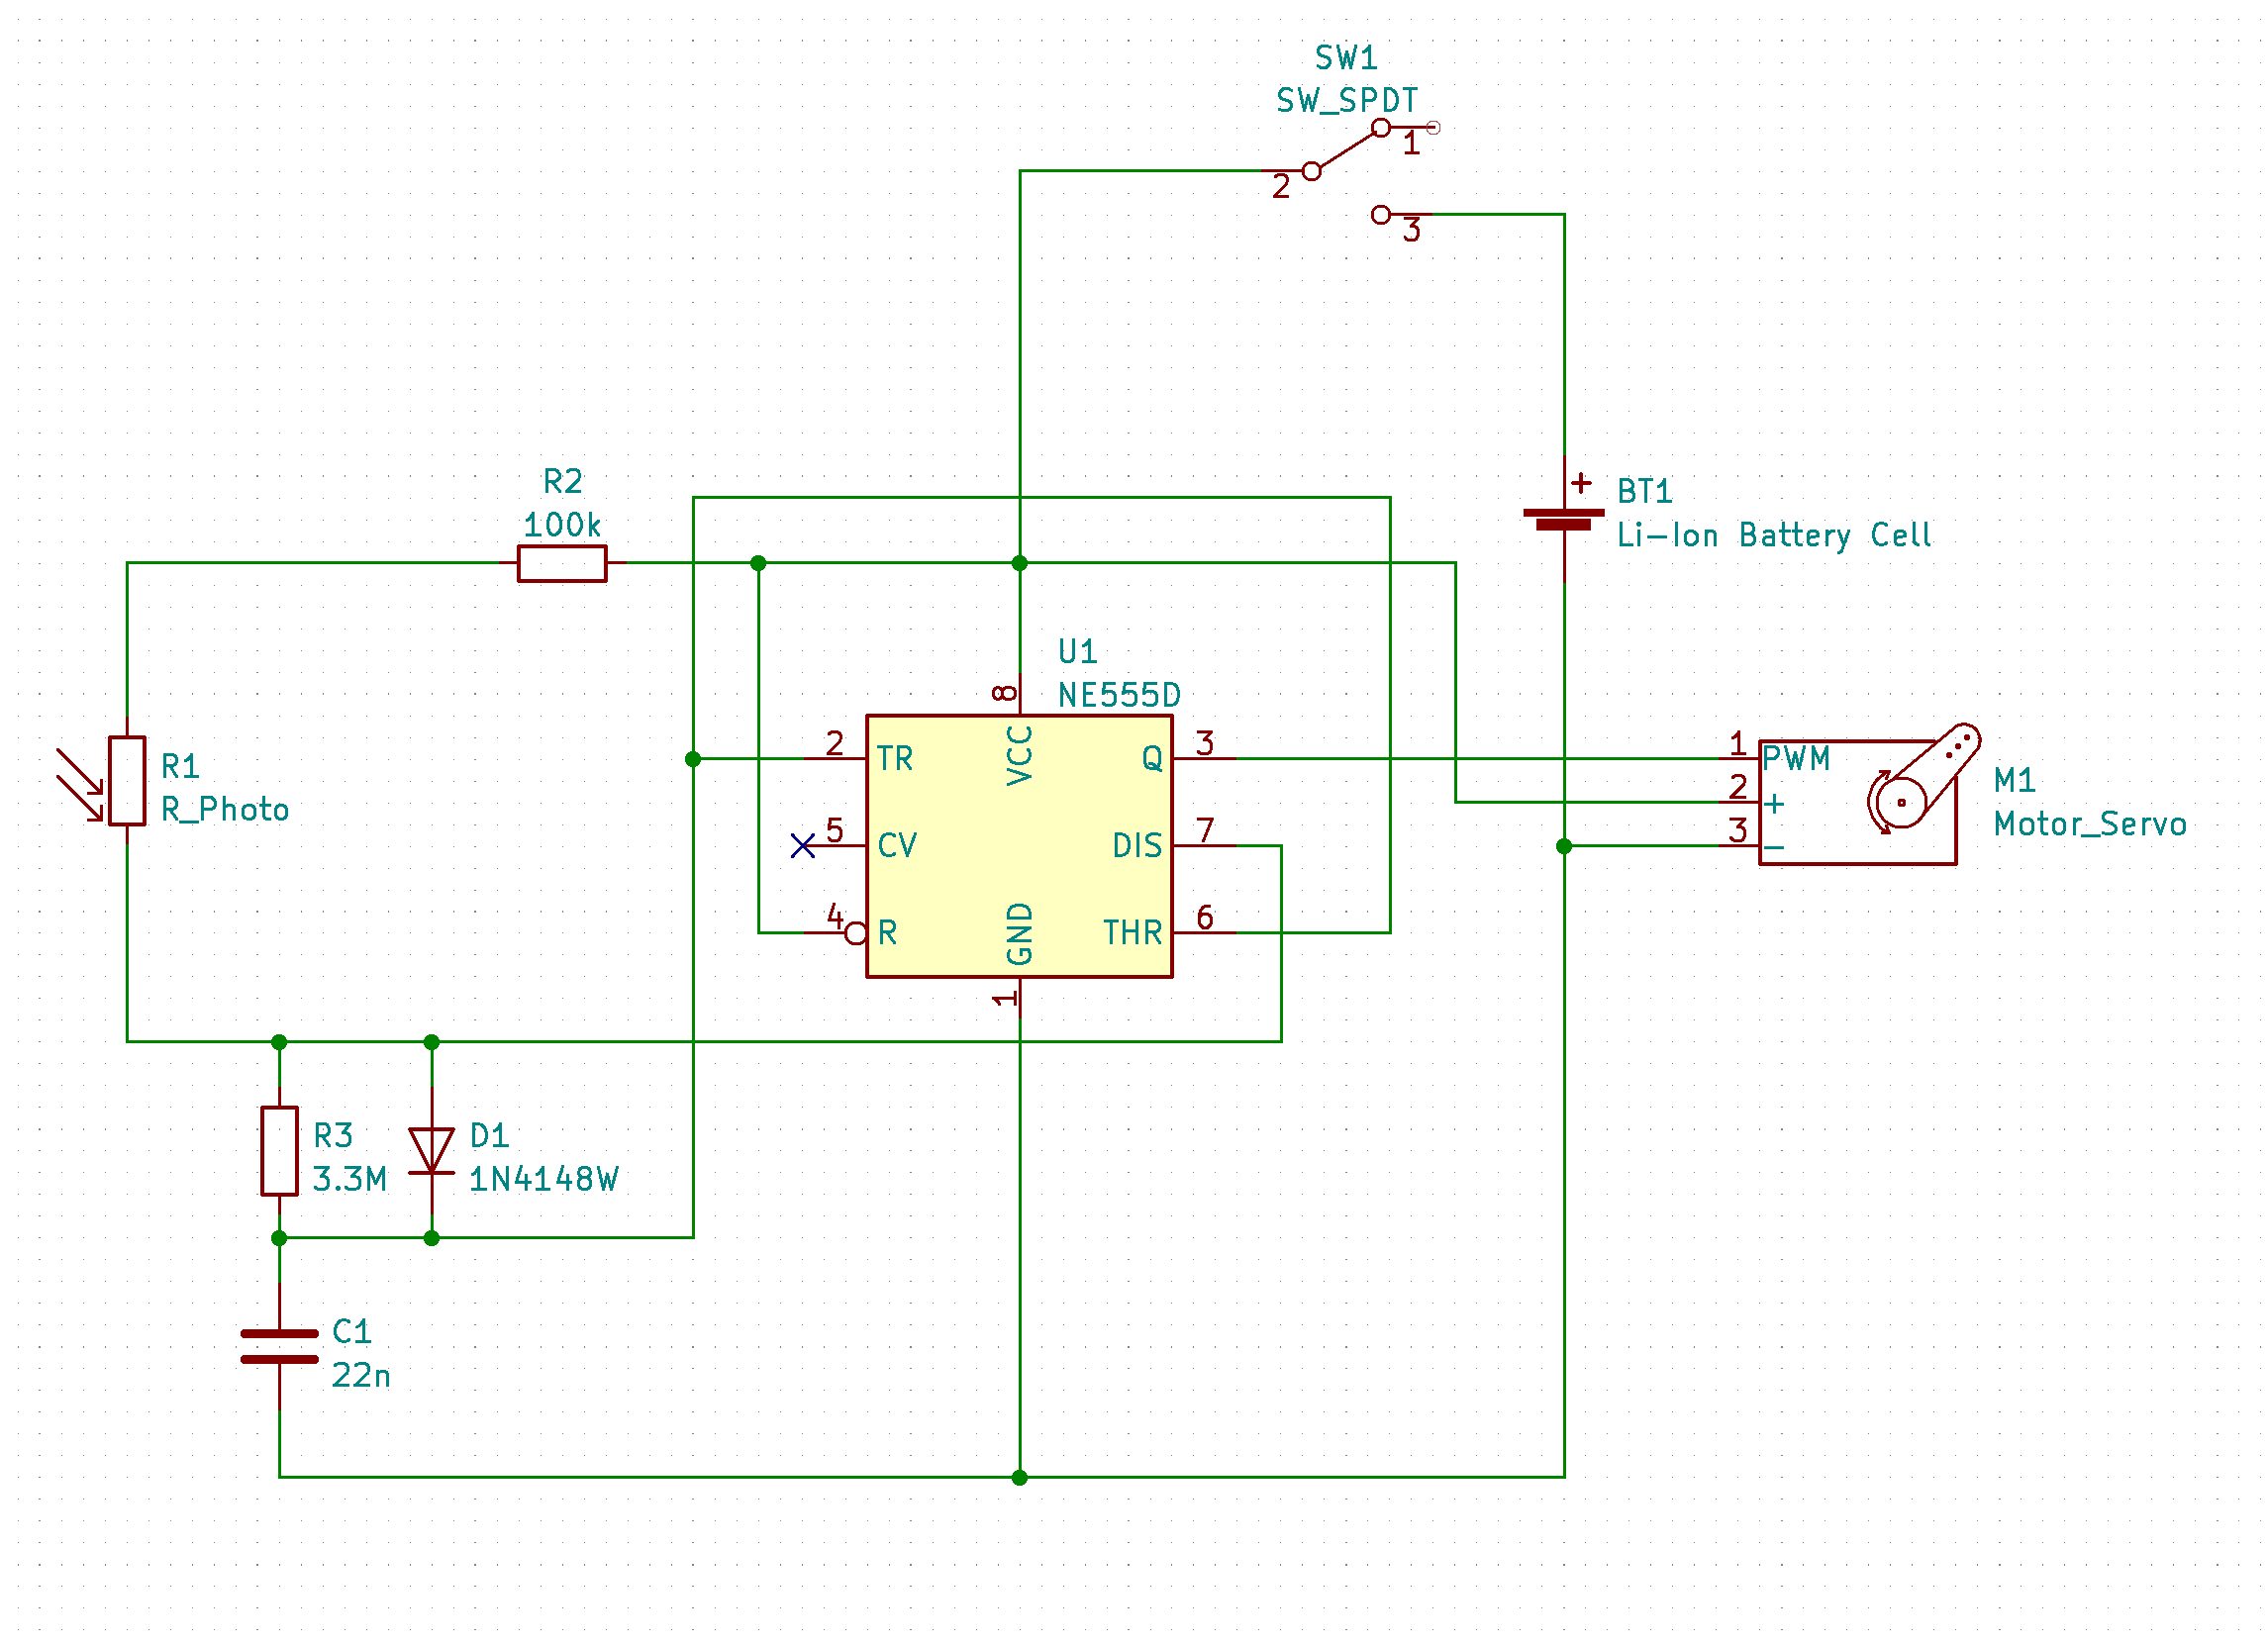 SW1
SW_SPDT
1
2
3
R2
100k
+
BT1
Li-Ion Battery Cell
U1
NE555D
8
2
TR
VCC
Q
3
1
PWM
R1
R_Photo
2
+
M1
Motor_Servo
5
CV
DIS
7
3
-
4
R
GND
THR
6
1
R3
3.3M
D1
1N4148W
C1
22n